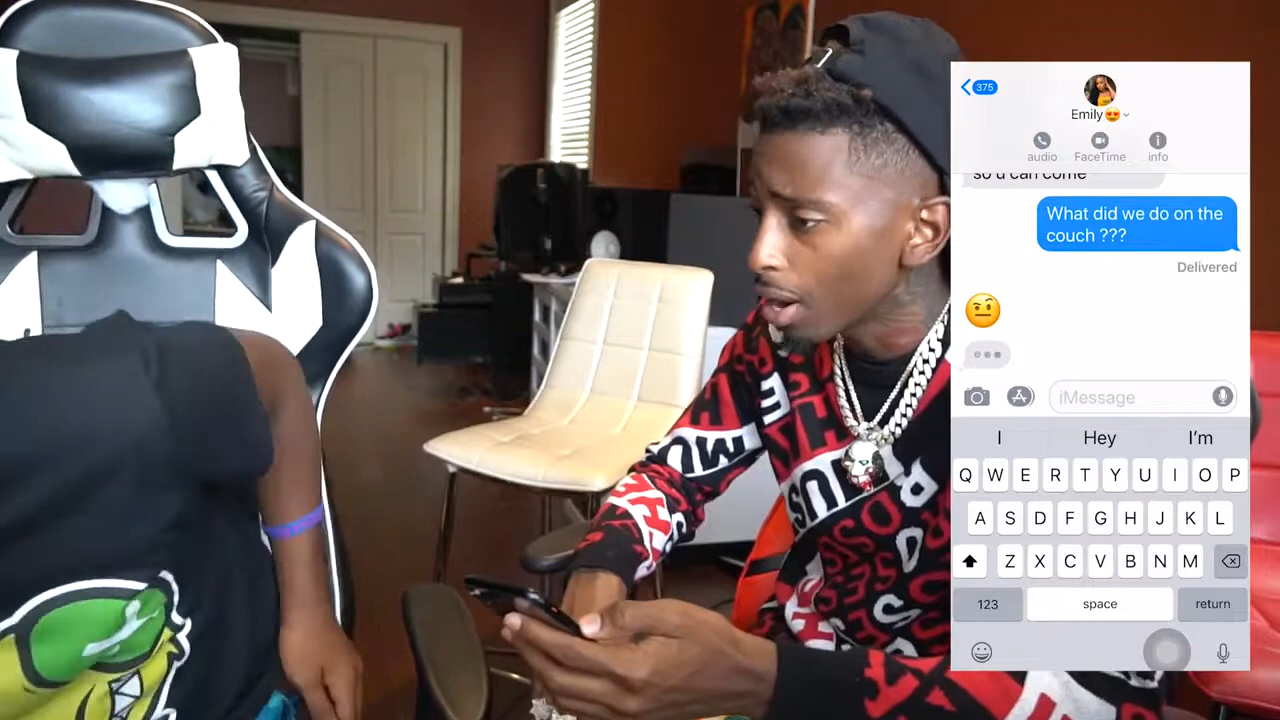 375
Emily😍
audio FaceTime info
so u can come
What did we do on the
couch ???
Delivered
🤨
iMessage
I Hey I'm
Q W E R T Y U I O P
A S D F G H J K L
Z X C V B N M
123 space return